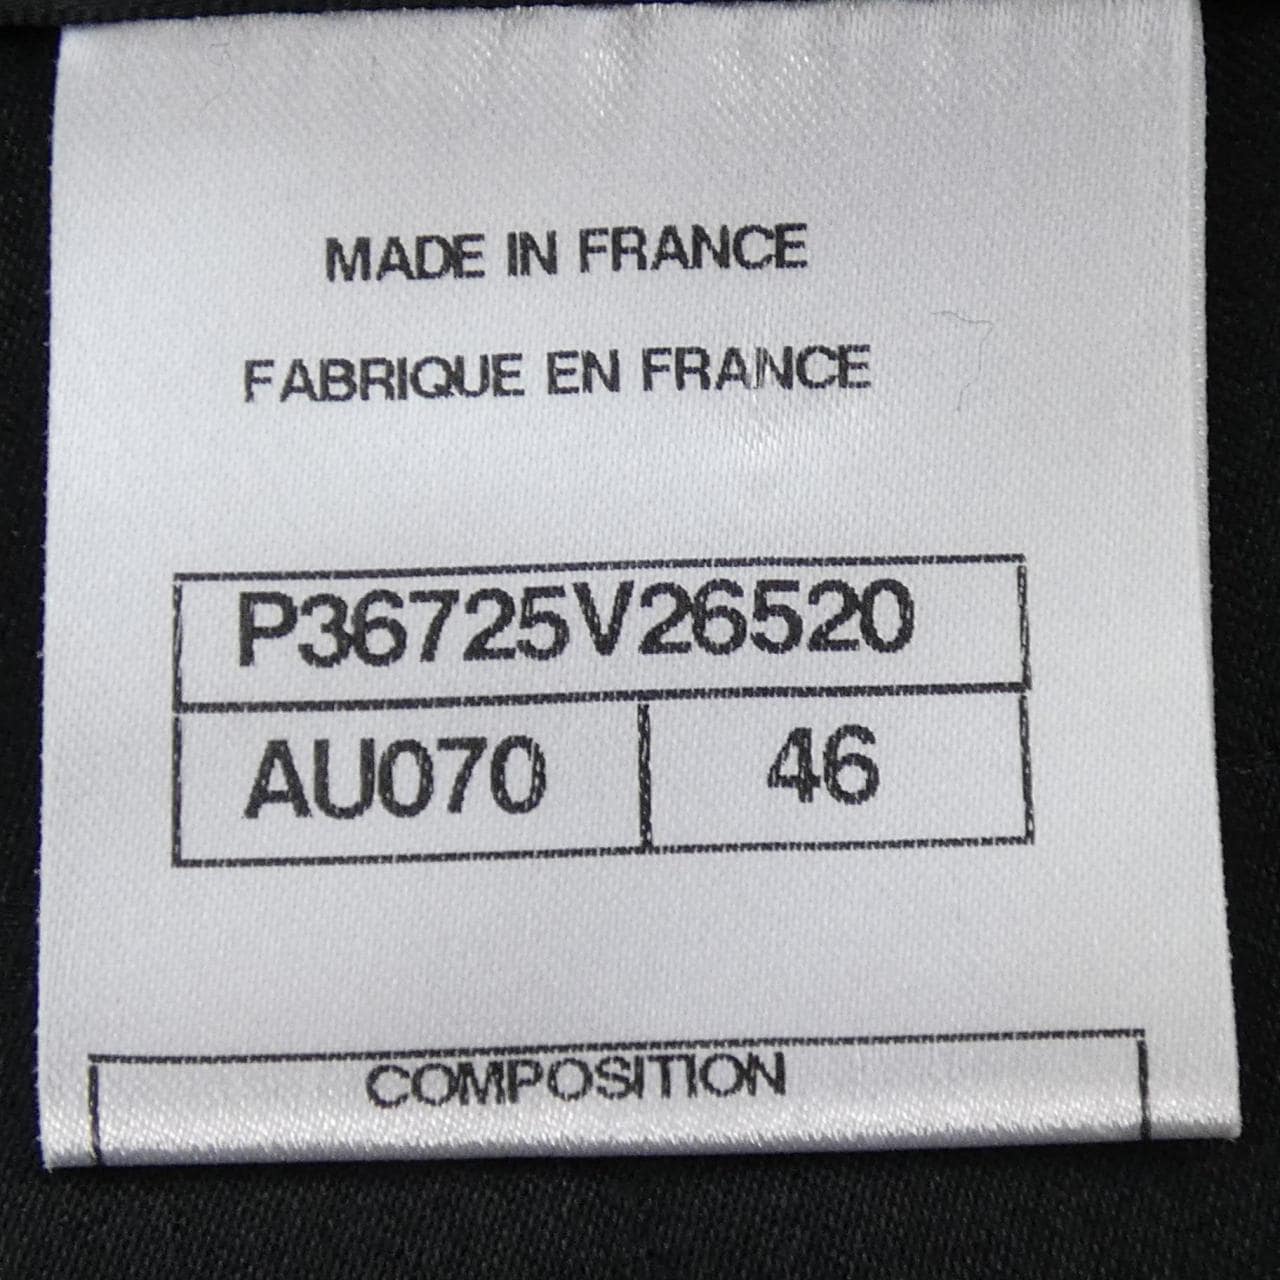 MADE IN FRANCE
FABRIQUE EN FRANCE
P36725V26520
AU070 46
COMPOSITION